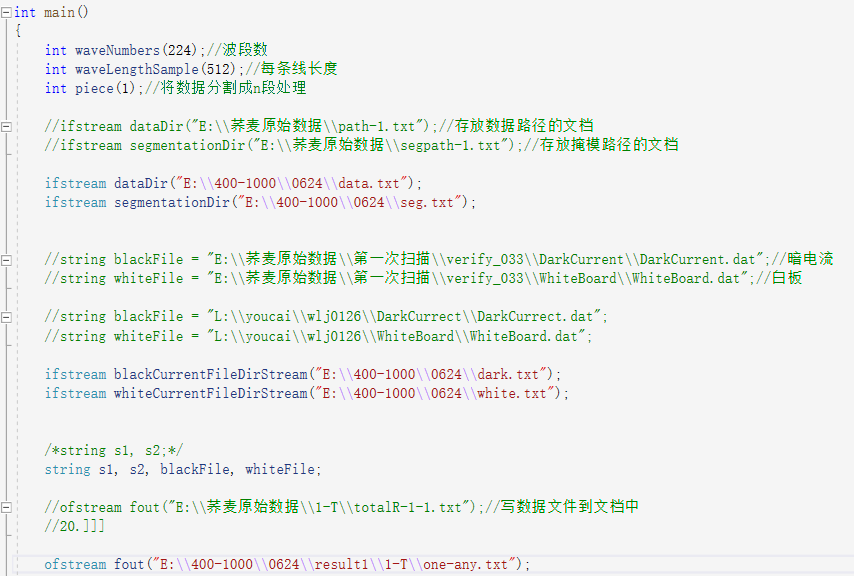 int main()
{
int waveNumbers(224);//波段数
int waveLengthSample(512);//每条线长度
int piece(1);//将数据分割成n段处理
//ifstream dataDir("E:\\荞麦原始数据\\path-1.txt");//存放数据路径的文档
//ifstream segmentationDir("E:\\荞麦原始数据\\segpath-1.txt");//存放掩模路径的文档
ifstream dataDir("E:\\400-1000\\0624\\data.txt");
ifstream segmentationDir("E:\\400-1000\\0624\\seg.txt");
//string blackFile = "E:\\荞麦原始数据\\第一次扫描\\verify_033\\DarkCurrent\\DarkCurrent.dat";//暗电流
//string whiteFile = "E:\\荞麦原始数据\\第一次扫描\\verify_033\\WhiteBoard\\WhiteBoard.dat";//白板
//string blackFile = "L:\\youcai\\wlj0126\\DarkCurrect\\DarkCurrect.dat";
//string whiteFile = "L:\\youcai\\wlj0126\\WhiteBoard\\WhiteBoard.dat";
ifstream blackCurrentFileDirStream("E:\\400-1000\\0624\\dark.txt");
ifstream whiteCurrentFileDirStream("E:\\400-1000\\0624\\white.txt");
/*string s1, s2;*/
string s1, s2, blackFile, whiteFile;
//ofstream fout("E:\\荞麦原始数据\\1-T\\totalR-1-1.txt");//写数据文件到文档中
//20.]]]
ofstream fout("E:\\400-1000\\0624\\result1\\1-T\\one-any.txt");